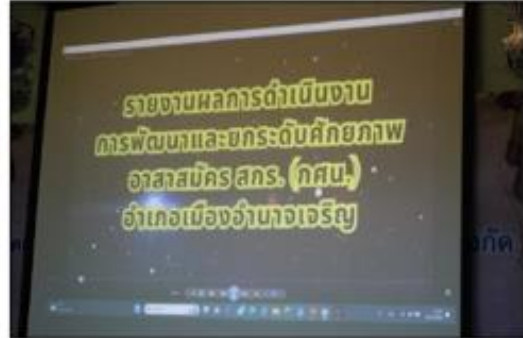 รายงานผลการดำเนินงาน
การพัฒนาและยกระดับศักยภาพ
อาสาสมัคร สกร. (กศน.)
อำเภอเมืองอำนาจเจริญ